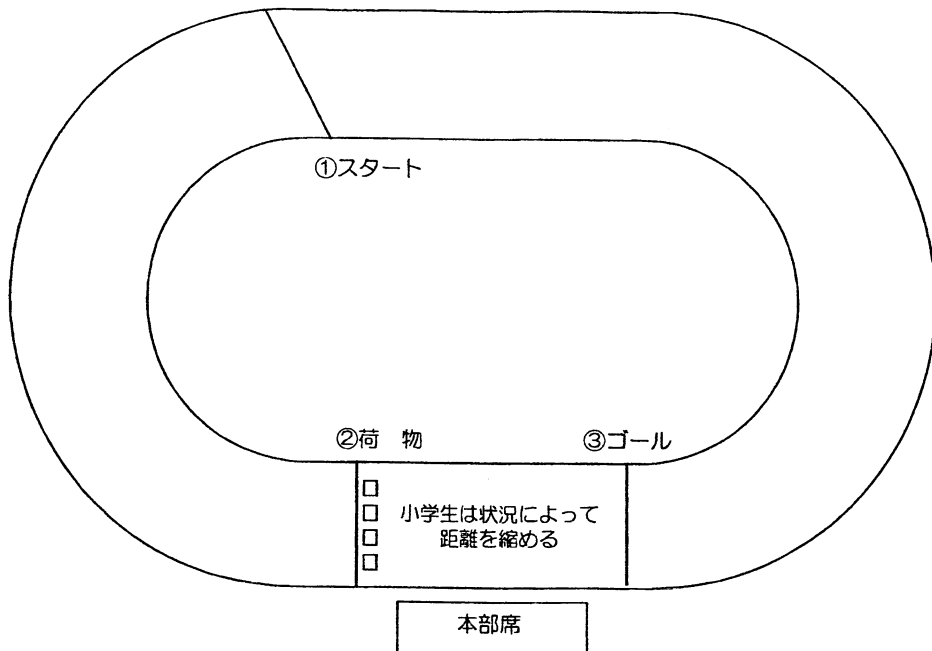 ①スタート
②荷　物
③ゴール
小学生は状況によって
距離を縮める
本部席